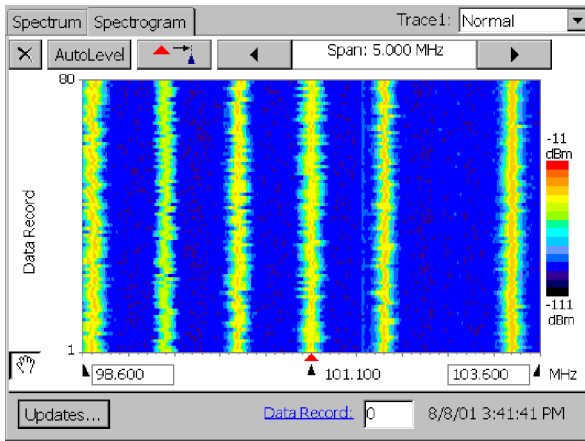 Spectrum Spectrogram Trace1: Normal
AutoLevel Span: 5.000 MHz
80
-11
dBm
Data Record
-111
dBm
1
98.600 101.100 103.600 MHz
Updates... Data Record: 0 8/8/01 3:41:41 PM